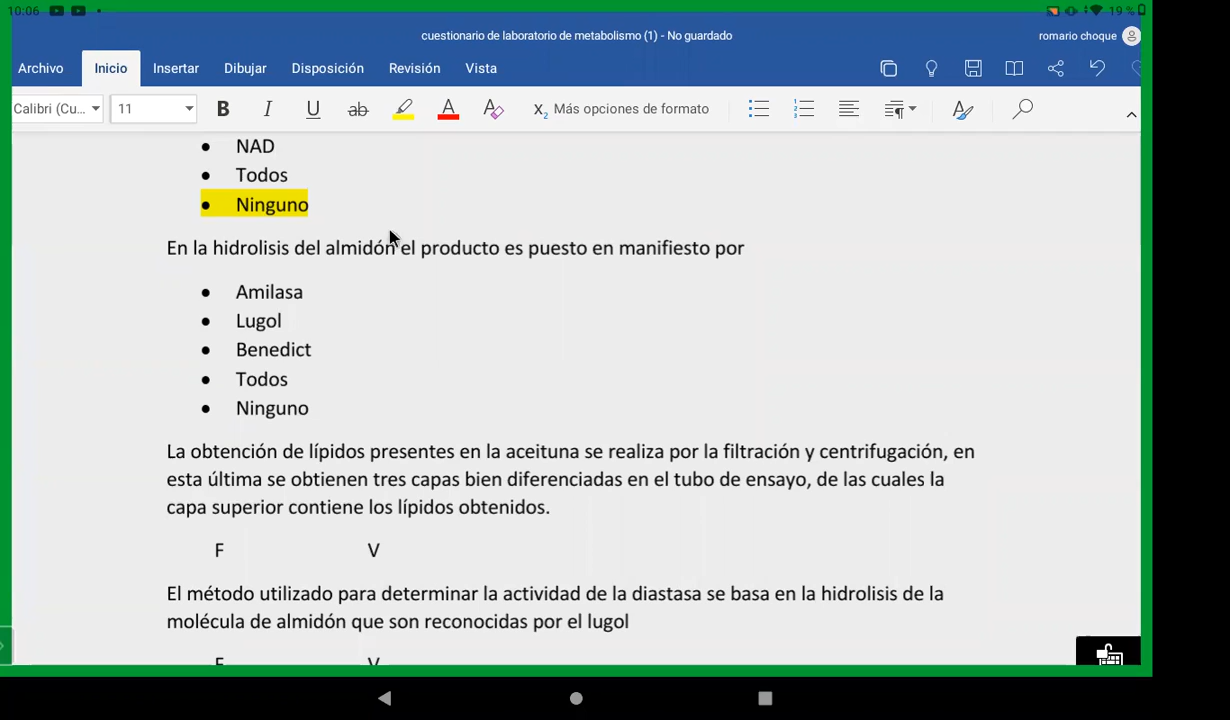 10:06
19 %
cuestionario de laboratorio de metabolismo (1) - No guardado
romario choque
Archivo Inicio Insertar Dibujar Disposición Revisión Vista
Calibri (Cu... 11 B I U ab A A X₂ Más opciones de formato
• NAD
• Todos
• Ninguno
En la hidrolisis del almidón el producto es puesto en manifiesto por
• Amilasa
• Lugol
• Benedict
• Todos
• Ninguno
La obtención de lípidos presentes en la aceituna se realiza por la filtración y centrifugación, en
esta última se obtienen tres capas bien diferenciadas en el tubo de ensayo, de las cuales la
capa superior contiene los lípidos obtenidos.
F V
El método utilizado para determinar la actividad de la diastasa se basa en la hidrolisis de la
molécula de almidón que son reconocidas por el lugol
F V